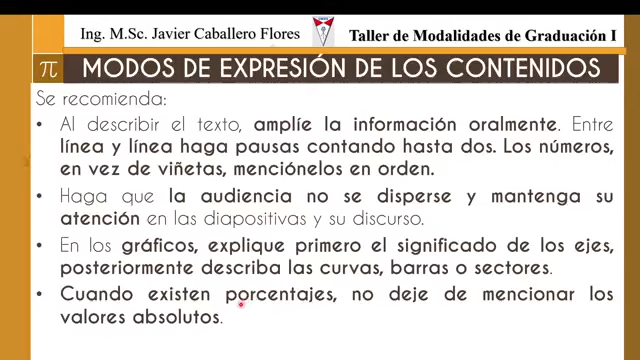 Ing. M.Sc. Javier Caballero Flores
Taller de Modalidades de Graduación I
π MODOS DE EXPRESIÓN DE LOS CONTENIDOS
Se recomienda:
• Al describir el texto, amplíe la información oralmente. Entre
línea y línea haga pausas contando hasta dos. Los números,
en vez de viñetas, menciónelos en orden.
• Haga que la audiencia no se disperse y mantenga su
atención en las diapositivas y su discurso.
• En los gráficos, explique primero el significado de los ejes,
posteriormente describa las curvas, barras o sectores.
• Cuando existen porcentajes, no deje de mencionar los
valores absolutos.